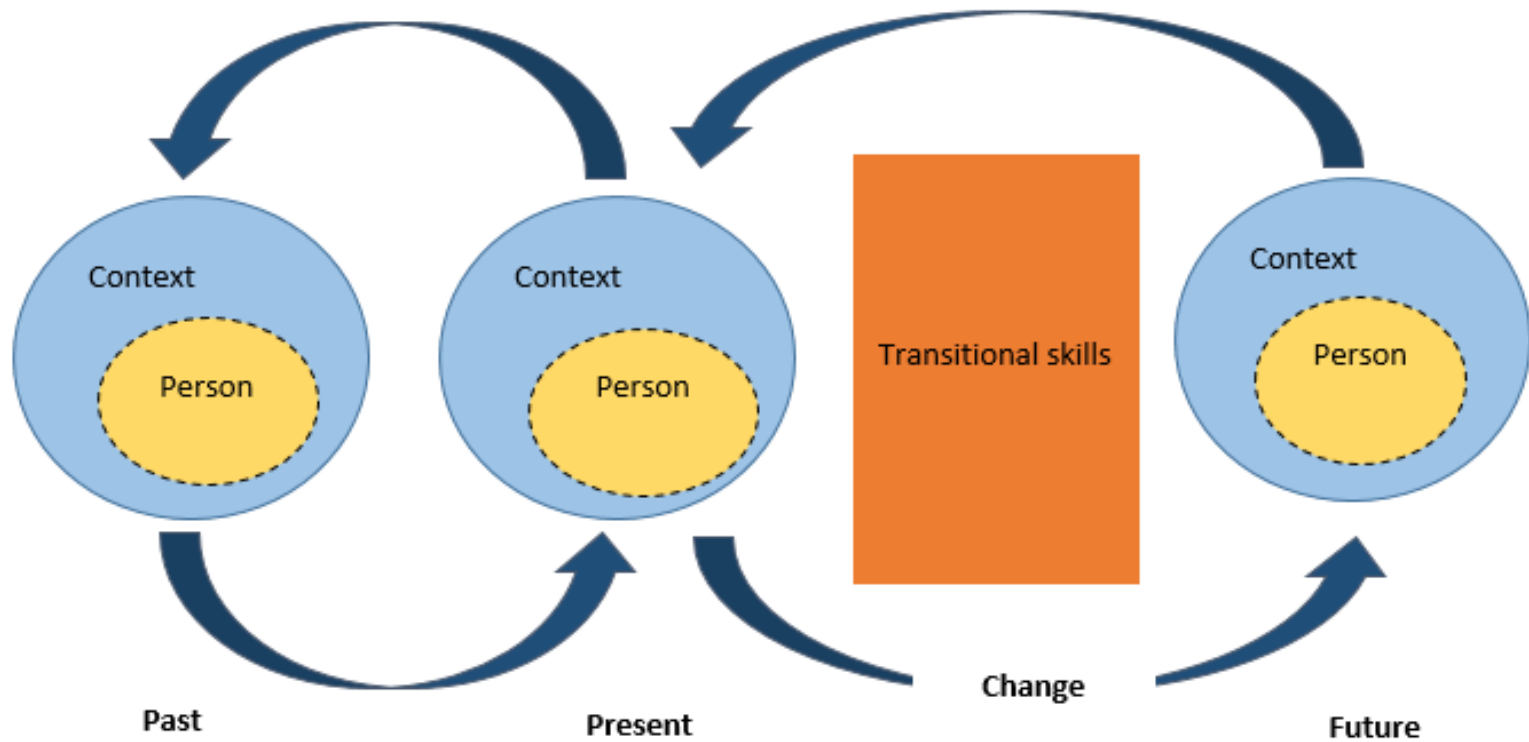 Context
Person
Context
Person
Transitional skills
Context
Person
Past
Present
Change
Future